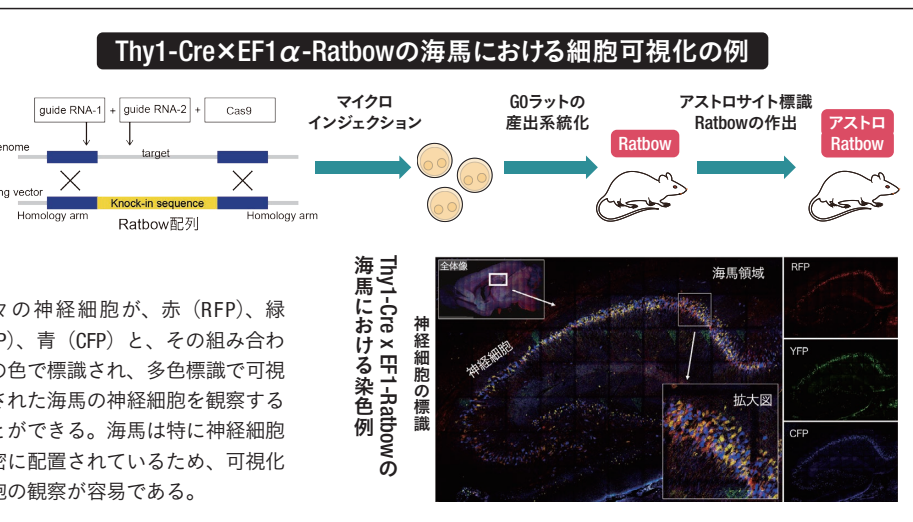 Thy1-Cre×EF1α-Ratbowの海馬における細胞可視化の例
guide RNA-1 + guide RNA-2 + Cas9
target
Knock-in sequence
Homology arm
Ratbow配列
Homology arm
マイクロ
インジェクション
G0ラットの
産出系統化
Ratbow
アストロサイト標識
Ratbowの作出
アストロ
Ratbow
の神経細胞が、赤（RFP）、緑
、青（CFP）と、その組み合わ
の色で標識され、多色標識で可視
された海馬の神経細胞を観察する
とができる。海馬は特に神経細胞
密に配置されているため、可視化
胞の観察が容易である。
Thy1-Cre x EF1-Ratbowの
海馬における染色例
神経細胞の標識
全体像
海馬領域
神経細胞
拡大図
RFP
YFP
CFP